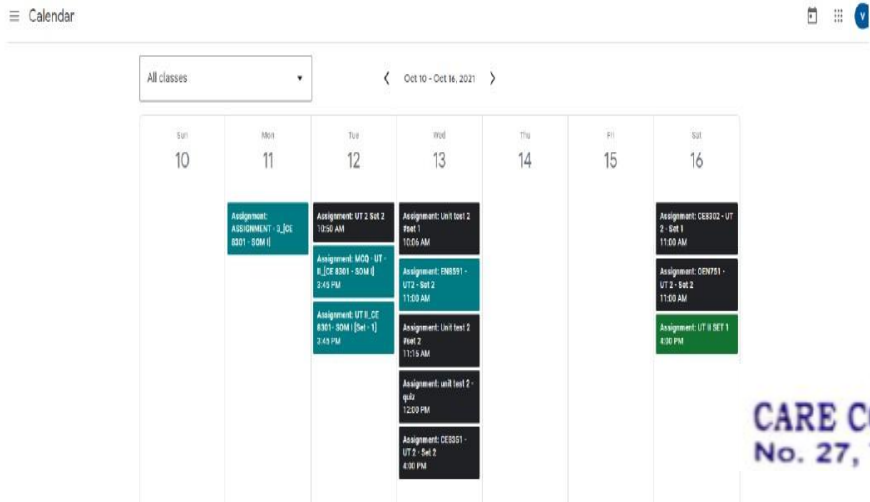 Calendar
V
All classes
Oct 10 - Oct 16, 2021
Sun
10
Mon
11
Tue
12
Wed
13
Thu
14
Fri
15
Sat
16
Assignment:
ASSIGNMENT - 3_[CE
8301 - SOM I]
Assignment: UT 2 Set 2
10:50 AM
Assignment: MCQ - UT -
II_[CE 8301 - SOM I]
3:45 PM
Assignment: UT II_CE
8301- SOM I [Set - 1]
3:45 PM
Assignment: Unit test 2
#set 1
10:06 AM
Assignment: EN8591 -
UT2 - Set 2
11:00 AM
Assignment: Unit test 2
#set 2
11:15 AM
Assignment: unit test 2 -
quiz
12:00 PM
Assignment: CE8351 -
UT 2 - Set 2
4:00 PM
Assignment: CE8302 - UT
2 - Set 1
11:00 AM
Assignment: OEN751 -
UT 2 - Set 2
11:00 AM
Assignment: UT II SET 1
4:00 PM
CARE
No. 27,